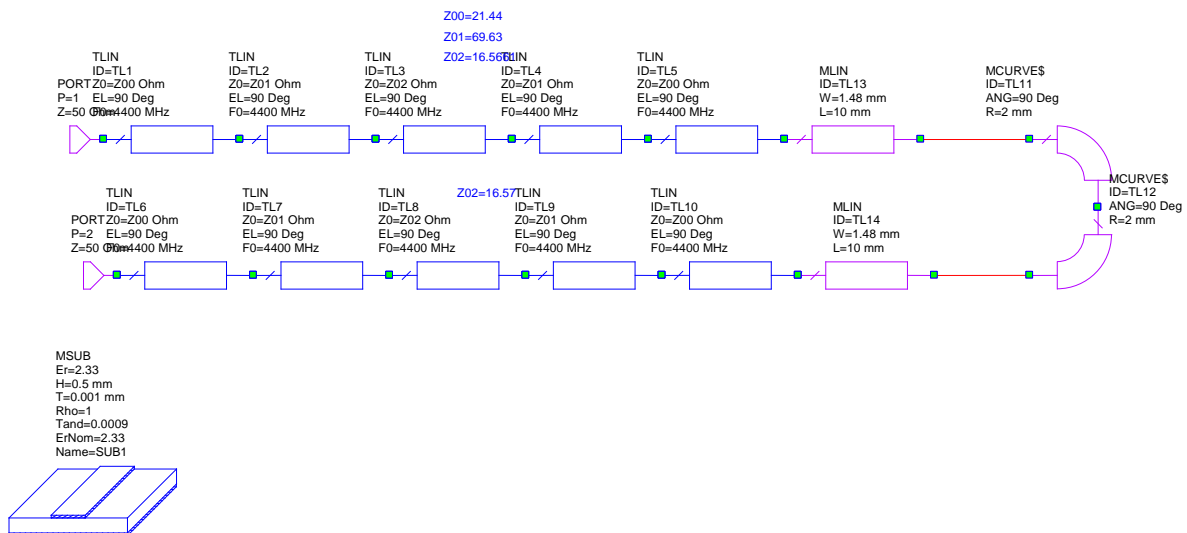 Z00=21.44
Z01=69.63
Z02=16.5661
TLIN
ID=TL1
Z0=Z00 Ohm
EL=90 Deg
F0=4400 MHz
PORT
P=1
Z=50 Ohm
TLIN
ID=TL2
Z0=Z01 Ohm
EL=90 Deg
F0=4400 MHz
TLIN
ID=TL3
Z0=Z02 Ohm
EL=90 Deg
F0=4400 MHz
TLIN
ID=TL4
Z0=Z01 Ohm
EL=90 Deg
F0=4400 MHz
TLIN
ID=TL5
Z0=Z00 Ohm
EL=90 Deg
F0=4400 MHz
MLIN
ID=TL13
W=1.48 mm
L=10 mm
MCURVE$
ID=TL11
ANG=90 Deg
R=2 mm
MCURVE$
ID=TL12
ANG=90 Deg
R=2 mm
Z02=16.57
TLIN
ID=TL6
Z0=Z00 Ohm
EL=90 Deg
F0=4400 MHz
PORT
P=2
Z=50 Ohm
TLIN
ID=TL7
Z0=Z01 Ohm
EL=90 Deg
F0=4400 MHz
TLIN
ID=TL8
Z0=Z02 Ohm
EL=90 Deg
F0=4400 MHz
TLIN
ID=TL9
Z0=Z01 Ohm
EL=90 Deg
F0=4400 MHz
TLIN
ID=TL10
Z0=Z00 Ohm
EL=90 Deg
F0=4400 MHz
MLIN
ID=TL14
W=1.48 mm
L=10 mm
MSUB
Er=2.33
H=0.5 mm
T=0.001 mm
Rho=1
Tand=0.0009
ErNom=2.33
Name=SUB1